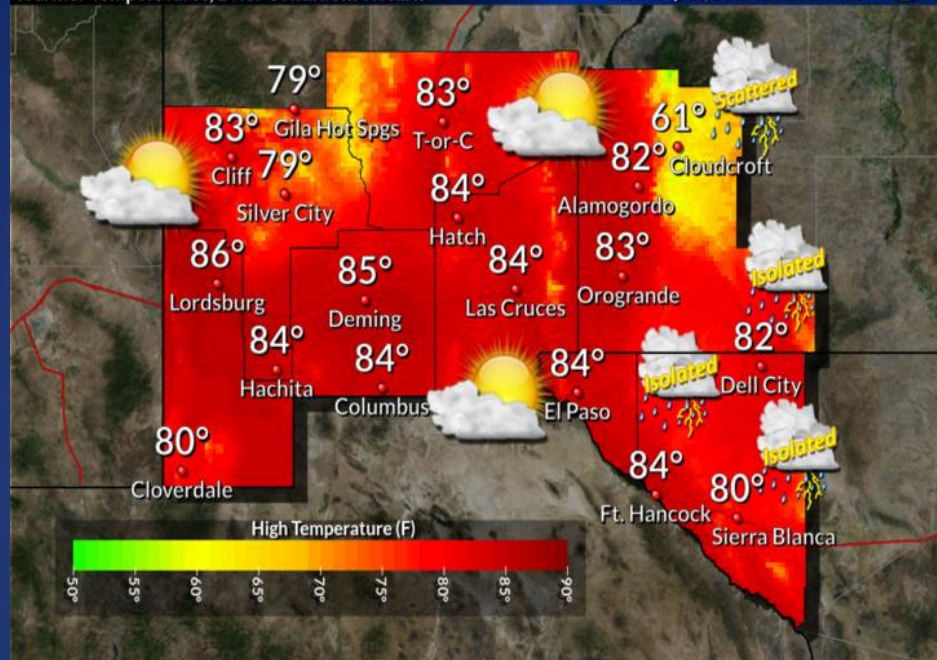 79°
Gila Hot Spgs
83°
T-or-C
Scattered
61°
Cloudcroft
83°
Cliff
79°
Silver City
82°
Alamogordo
84°
Hatch
86°
Lordsburg
85°
Deming
84°
Las Cruces
83°
Orogrande
Isolated
84°
Hachita
84°
Columbus
84°
El Paso
Isolated
82°
Dell City
Isolated
80°
Cloverdale
84°
Ft. Hancock
80°
Sierra Blanca
High Temperature (F)
50° 55° 60° 65° 70° 75° 80° 85° 90°